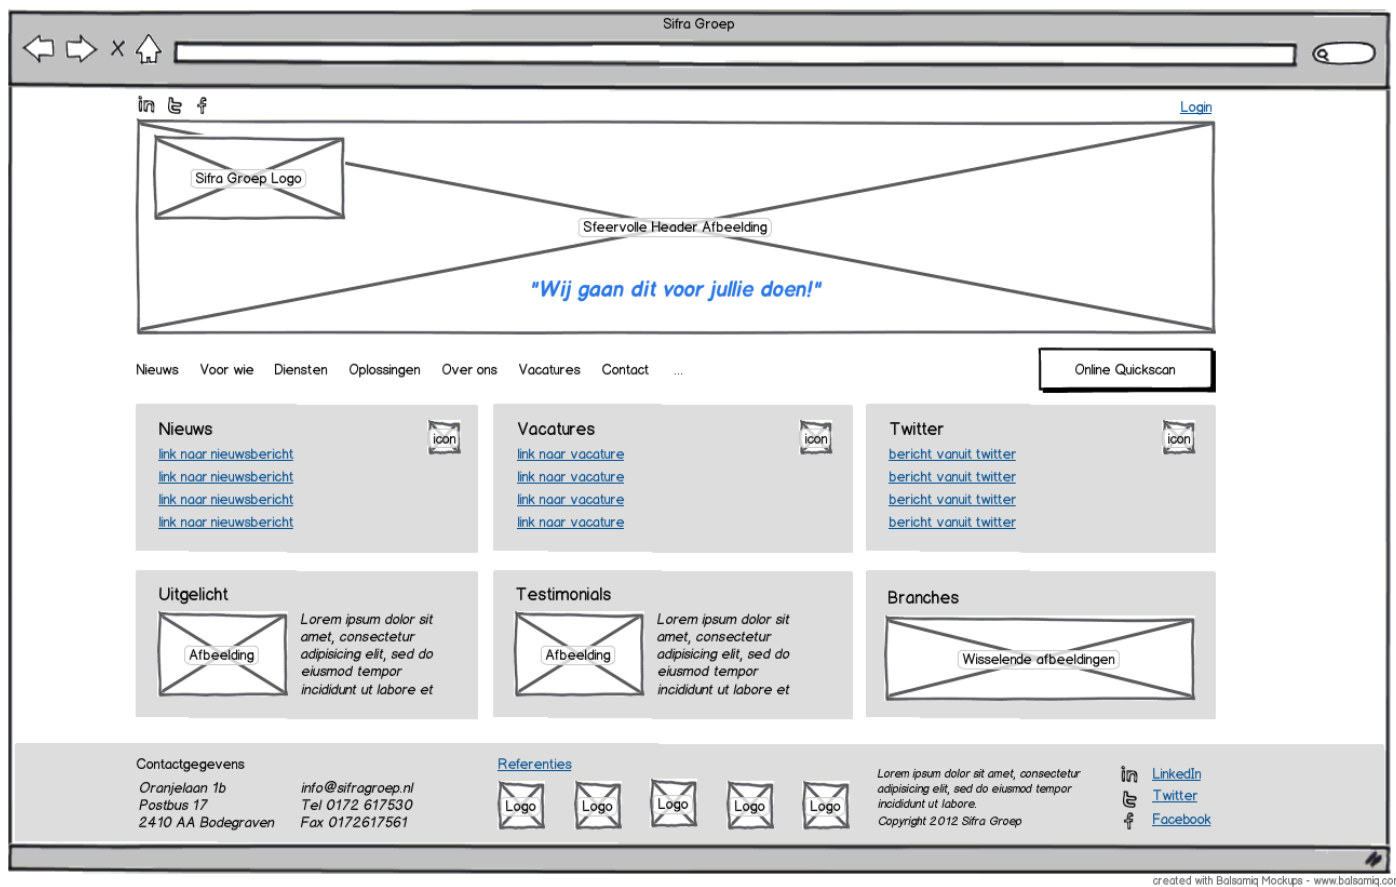 Sifra Groep
Login
Sifra Groep Logo
Sfeervolle Header Afbeelding
"Wij gaan dit voor jullie doen!"
Nieuws Voor wie Diensten Oplossingen Over ons Vacatures Contact ...
Online Quickscan
Nieuws
icon
link naar nieuwsbericht
link naar nieuwsbericht
link naar nieuwsbericht
link naar nieuwsbericht
Vacatures
icon
link naar vacature
link naar vacature
link naar vacature
link naar vacature
Twitter
icon
bericht vanuit twitter
bericht vanuit twitter
bericht vanuit twitter
bericht vanuit twitter
Uitgelicht
Afbeelding
Lorem ipsum dolor sit
amet, consectetur
adipisicing elit, sed do
eiusmod tempor
incididunt ut labore et
Testimonials
Afbeelding
Lorem ipsum dolor sit
amet, consectetur
adipisicing elit, sed do
eiusmod tempor
incididunt ut labore et
Branches
Wisselende afbeeldingen
Contactgegevens
Oranjelaan 1b
Postbus 17
2410 AA Bodegraven
info@sifragroep.nl
Tel 0172 617530
Fax 0172617561
Referenties
Logo Logo Logo Logo Logo
Lorem ipsum dolor sit amet, consectetur
adipisicing elit, sed do eiusmod tempor
incididunt ut labore.
Copyright 2012 Sifra Groep
in LinkedIn
t Twitter
f Facebook
created with Balsamiq Mockups - www.balsamiq.cor